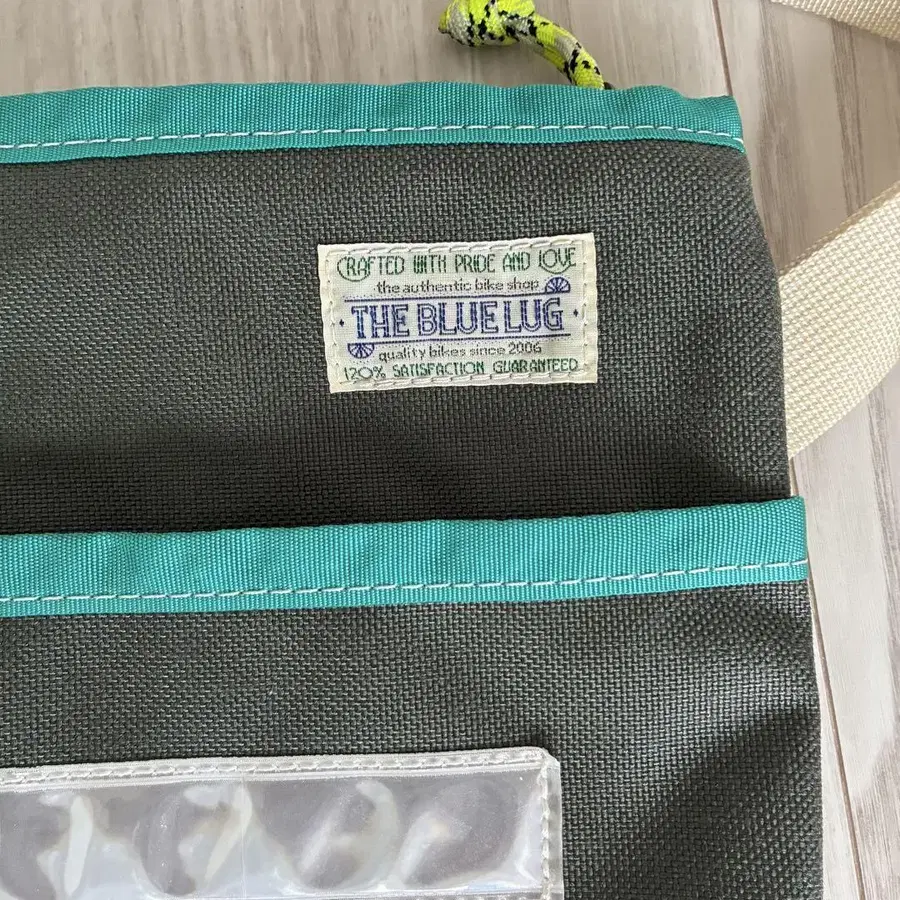 CRAFTED WITH PRIDE AND LOVE
the authentic bike shop
THE BLUE LUG
quality bikes since 2006
120% SATISFACTION GUARANTEED